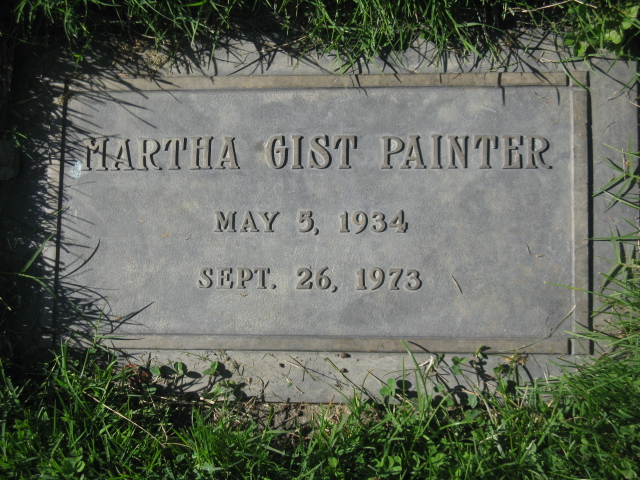 MARTHA GIST PAINTER
MAY 5, 1934
SEPT. 26, 1973